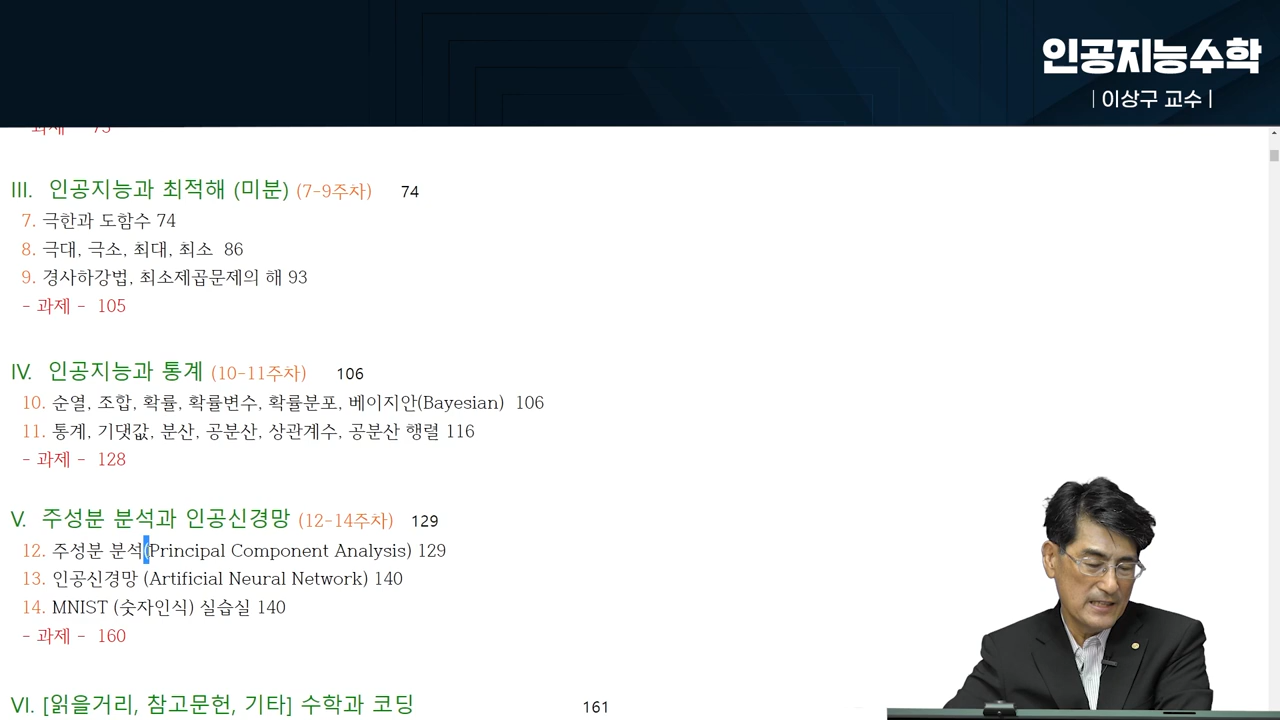 인공지능수학
| 이상구 교수 |
III. 인공지능과 최적해 (미분) (7-9주차) 74
7. 극한과 도함수 74
8. 극대, 극소, 최대, 최소 86
9. 경사하강법, 최소제곱문제의 해 93
- 과제 - 105
IV. 인공지능과 통계 (10-11주차) 106
10. 순열, 조합, 확률, 확률변수, 확률분포, 베이지안(Bayesian) 106
11. 통계, 기댓값, 분산, 공분산, 상관계수, 공분산 행렬 116
- 과제 - 128
V. 주성분 분석과 인공신경망 (12-14주차) 129
12. 주성분 분석(Principal Component Analysis) 129
13. 인공신경망 (Artificial Neural Network) 140
14. MNIST (숫자인식) 실습실 140
- 과제 - 160
VI. [읽을거리, 참고문헌, 기타] 수학과 코딩 161